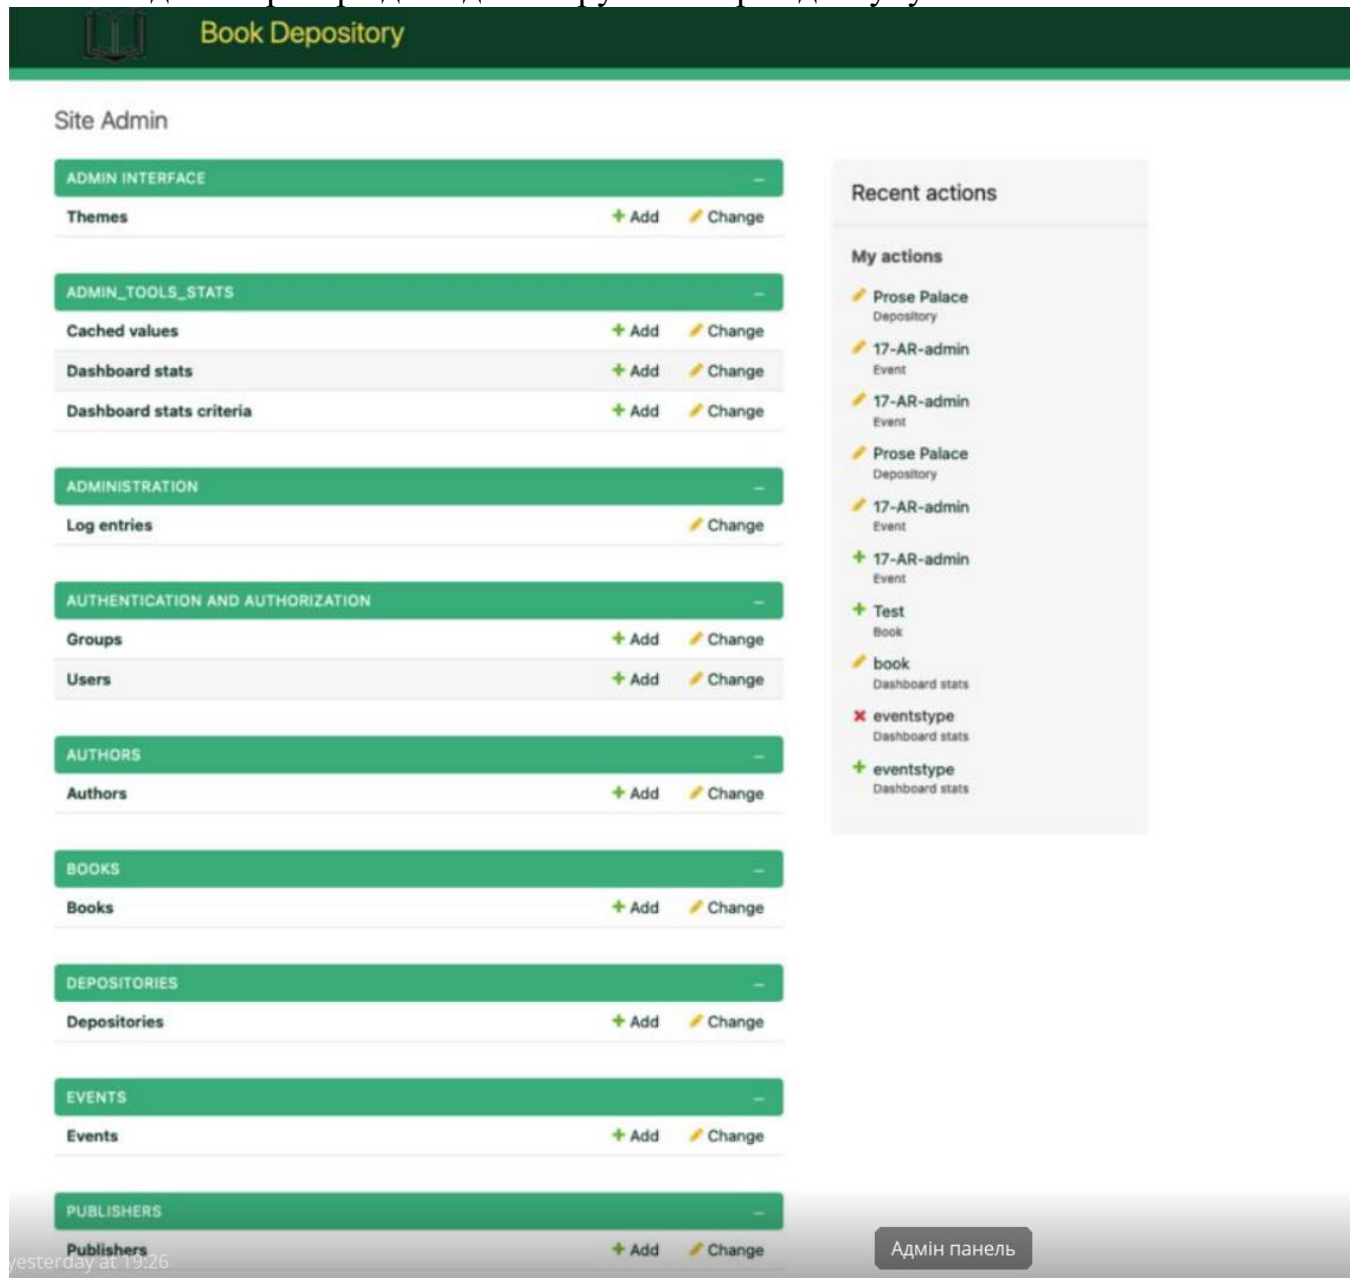 Book Depository
Site Admin
ADMIN INTERFACE
Themes + Add Change
ADMIN_TOOLS_STATS
Cached values + Add Change
Dashboard stats + Add Change
Dashboard stats criteria + Add Change
ADMINISTRATION
Log entries Change
AUTHENTICATION AND AUTHORIZATION
Groups + Add Change
Users + Add Change
AUTHORS
Authors + Add Change
BOOKS
Books + Add Change
DEPOSITORIES
Depositories + Add Change
EVENTS
Events + Add Change
PUBLISHERS
Publishers + Add Change
yesterday at 19:26
Recent actions
My actions
Prose Palace
Depository
17-AR-admin
Event
17-AR-admin
Event
Prose Palace
Depository
17-AR-admin
Event
+ 17-AR-admin
Event
+ Test
Book
book
Dashboard stats
eventstype
Dashboard stats
+ eventstype
Dashboard stats
Адмін панель